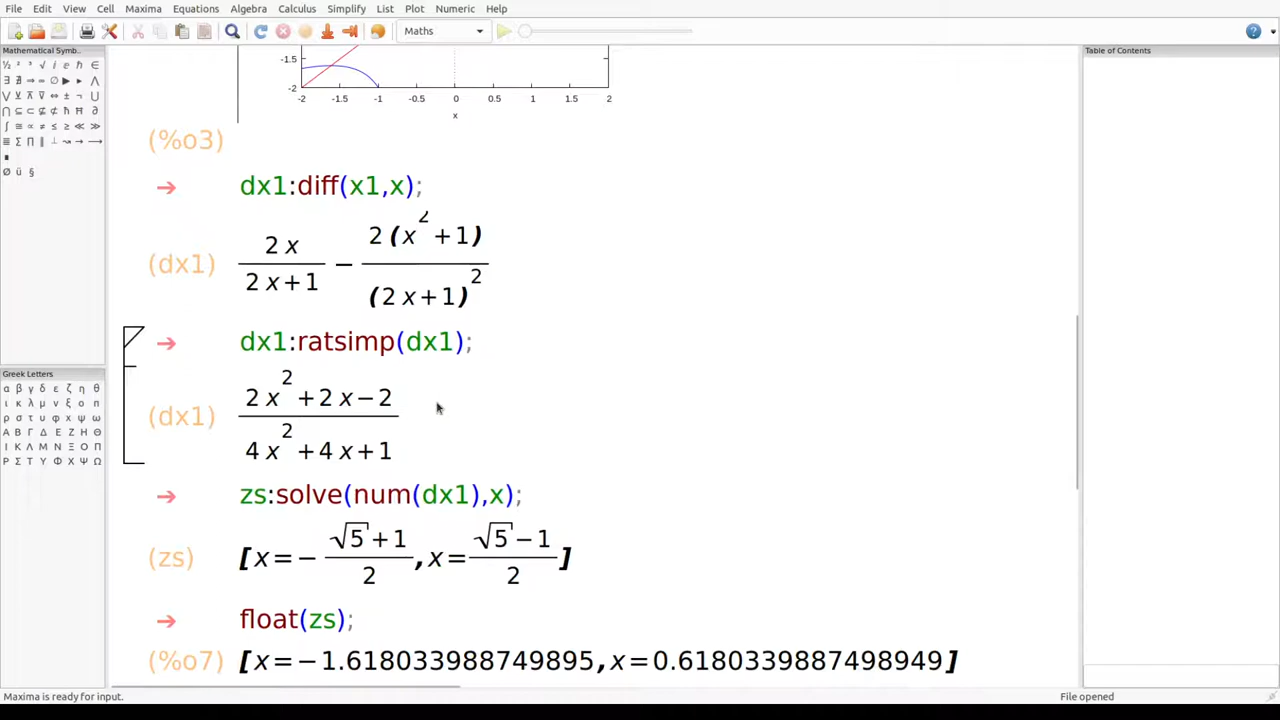 File Edit View Cell Maxima Equations Algebra Calculus Simplify List Plot Numeric Help
Maths
Mathematical Symb..
Table of Contents
½ ² ³ √ ⅈ ⅇ ℏ ∈
∃ ∄ ⇒ ∞ ∅ ▶ ▸ ⋀
⋁ ⊻ ⊼ ⊽ ⇔ ± ¬ ⋃
⋂ ⊆ ⊂ ⊈ ⊄ ħ Ħ ∂
∫ ≅ ∝ ≠ ≤ ≥ ≪ ≫
≣ ∑ ∏ ∥ ⟂ ↝ → ⟶
∎
Ø ü §
-1.5
-2
-2 -1.5 -1 -0.5 0 0.5 1 1.5 2
x
(%o3)
→ dx1:diff(x1,x);
(dx1) 2 x / 2 x+1 − 2 (x^2+1) / (2 x+1)^2
→ dx1:ratsimp(dx1);
(dx1) 2 x^2+2 x−2 / 4 x^2+4 x+1
→ zs:solve(num(dx1),x);
(zs) [x=− √5+1 / 2 ,x= √5−1 / 2 ]
→ float(zs);
(%o7) [x=−1.618033988749895,x=0.6180339887498949]
Greek Letters
α β γ δ ε ζ η θ
ι κ λ μ ν ξ ο π
ρ σ τ υ φ χ ψ ω
Α Β Γ Δ Ε Ζ Η Θ
Ι Κ Λ Μ Ν Ξ Ο Π
Ρ Σ Τ Υ Φ Χ Ψ Ω
Maxima is ready for input.
File opened